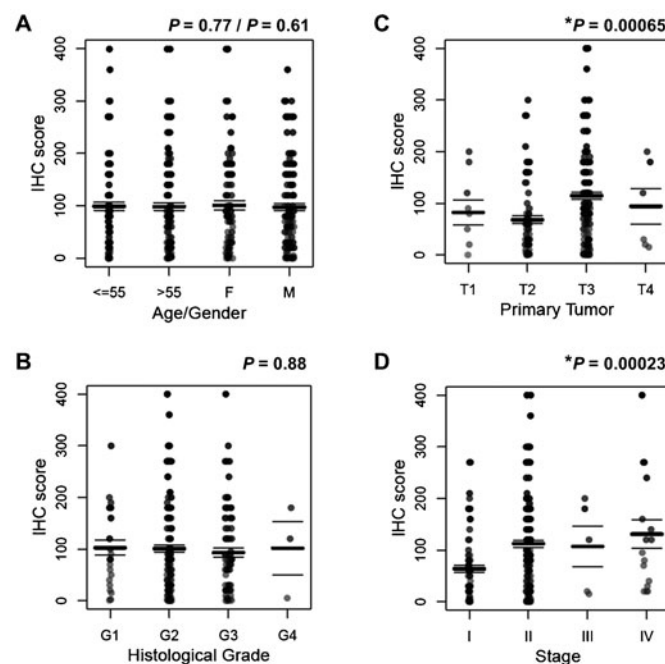 A
P = 0.77 / P = 0.61
IHC score
400
300
200
100
0
<=55
>55
F
M
Age/Gender
B
P = 0.88
IHC score
400
300
200
100
0
G1
G2
G3
G4
Histological Grade
C
*P = 0.00065
IHC score
400
300
200
100
0
T1
T2
T3
T4
Primary Tumor
D
*P = 0.00023
IHC score
400
300
200
100
0
I
II
III
IV
Stage